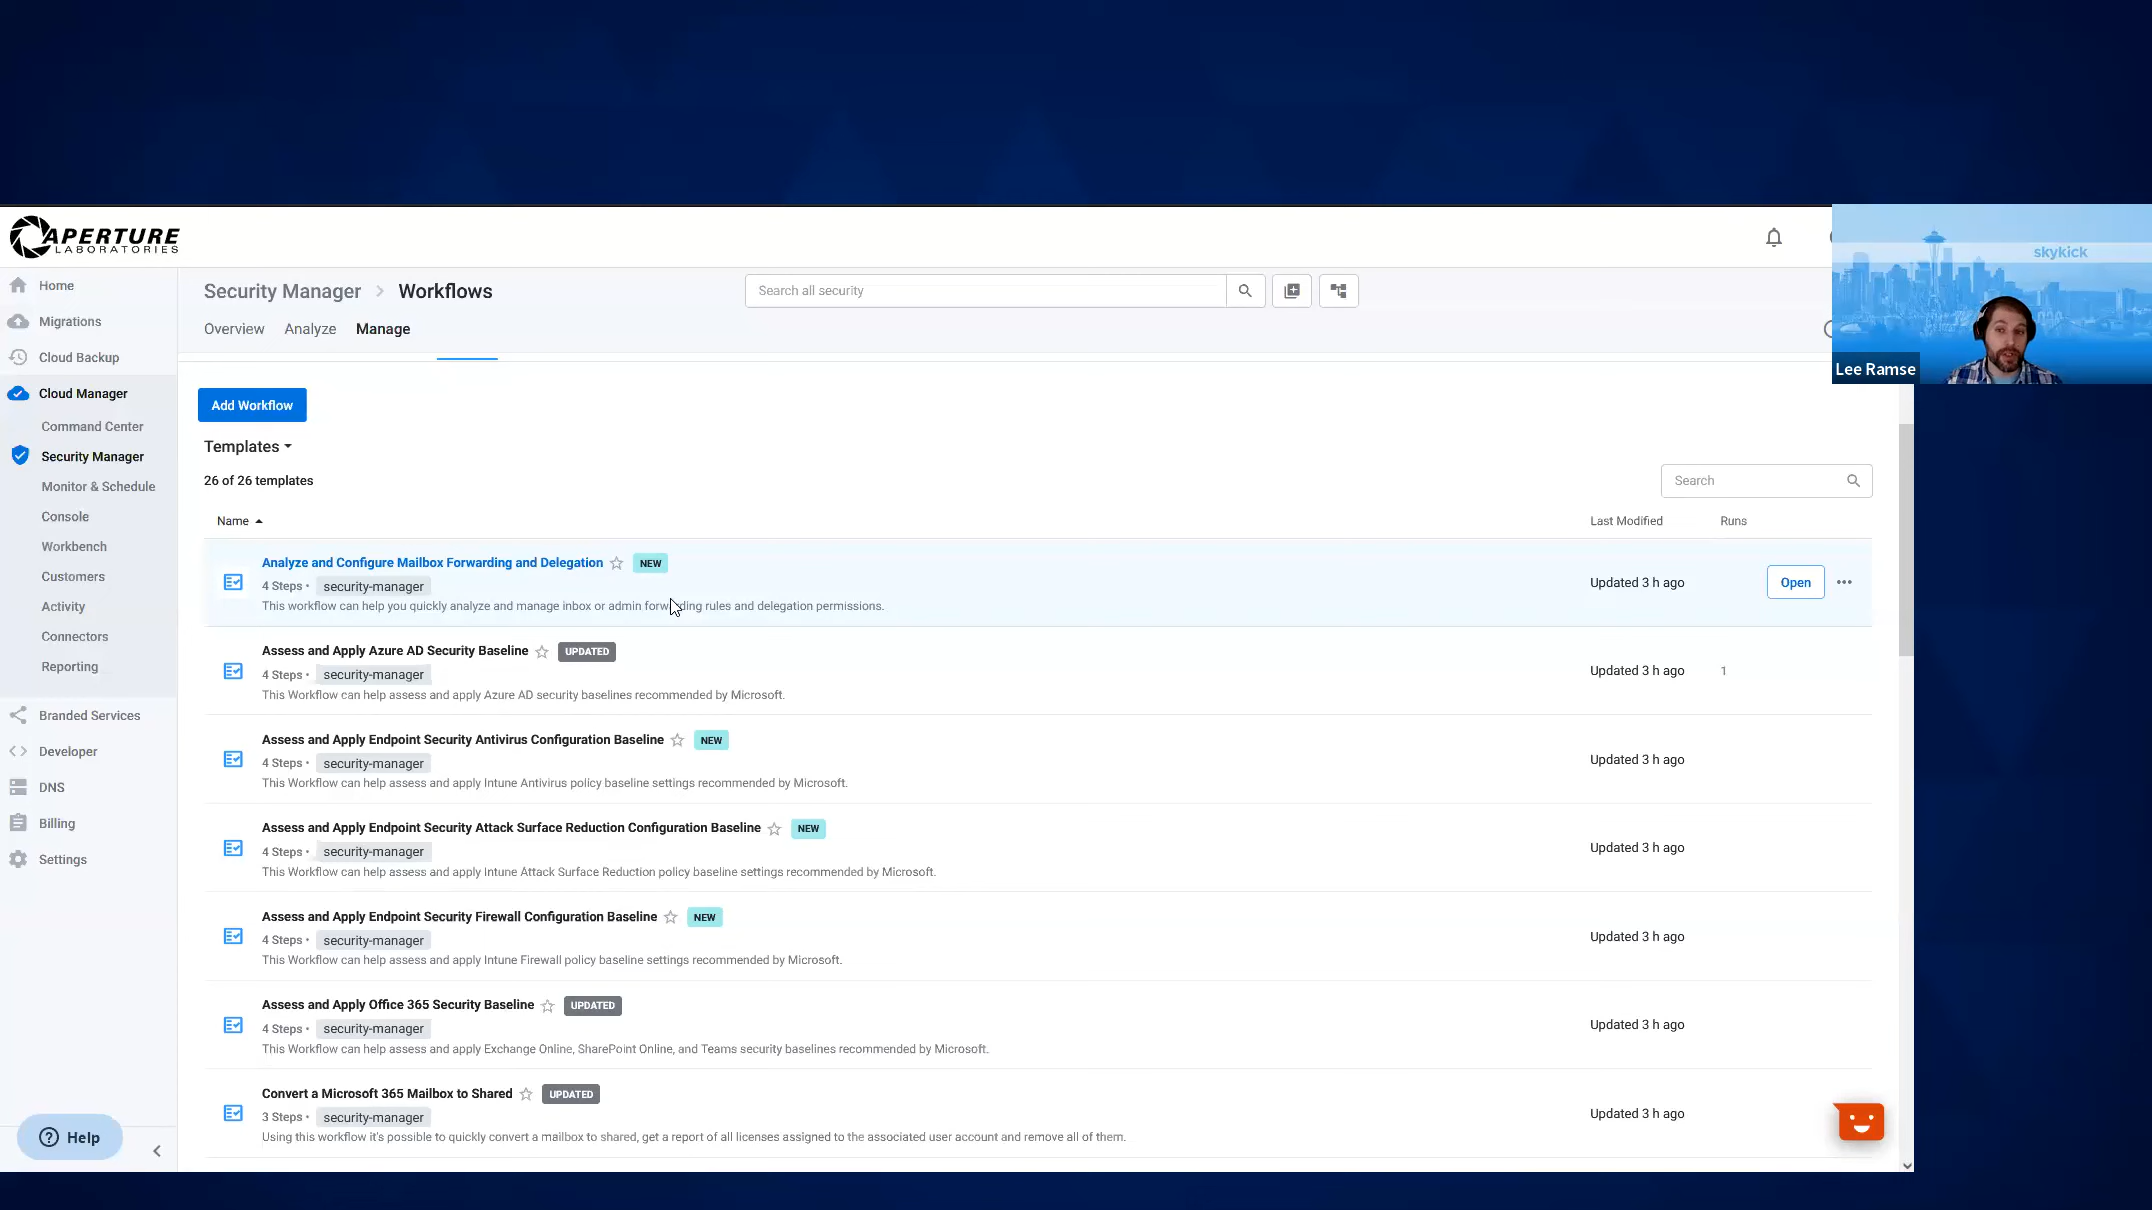 APERTURE
LABORATORIES
skykick
Lee Ramse
Home
Migrations
Cloud Backup
Cloud Manager
Command Center
Security Manager
Monitor & Schedule
Console
Workbench
Customers
Activity
Connectors
Reporting
Branded Services
Developer
DNS
Billing
Settings
Help
Security Manager > Workflows
Search all security
Overview Analyze Manage
Add Workflow
Templates
26 of 26 templates
Search
Name Last Modified Runs
Analyze and Configure Mailbox Forwarding and Delegation NEW
4 Steps • security-manager
This workflow can help you quickly analyze and manage inbox or admin forwarding rules and delegation permissions.
Updated 3 h ago
Open
Assess and Apply Azure AD Security Baseline UPDATED
4 Steps • security-manager
This Workflow can help assess and apply Azure AD security baselines recommended by Microsoft.
Updated 3 h ago 1
Assess and Apply Endpoint Security Antivirus Configuration Baseline NEW
4 Steps • security-manager
This Workflow can help assess and apply Intune Antivirus policy baseline settings recommended by Microsoft.
Updated 3 h ago
Assess and Apply Endpoint Security Attack Surface Reduction Configuration Baseline NEW
4 Steps • security-manager
This Workflow can help assess and apply Intune Attack Surface Reduction policy baseline settings recommended by Microsoft.
Updated 3 h ago
Assess and Apply Endpoint Security Firewall Configuration Baseline NEW
4 Steps • security-manager
This Workflow can help assess and apply Intune Firewall policy baseline settings recommended by Microsoft.
Updated 3 h ago
Assess and Apply Office 365 Security Baseline UPDATED
4 Steps • security-manager
This Workflow can help assess and apply Exchange Online, SharePoint Online, and Teams security baselines recommended by Microsoft.
Updated 3 h ago
Convert a Microsoft 365 Mailbox to Shared UPDATED
3 Steps • security-manager
Using this workflow it's possible to quickly convert a mailbox to shared, get a report of all licenses assigned to the associated user account and remove all of them.
Updated 3 h ago